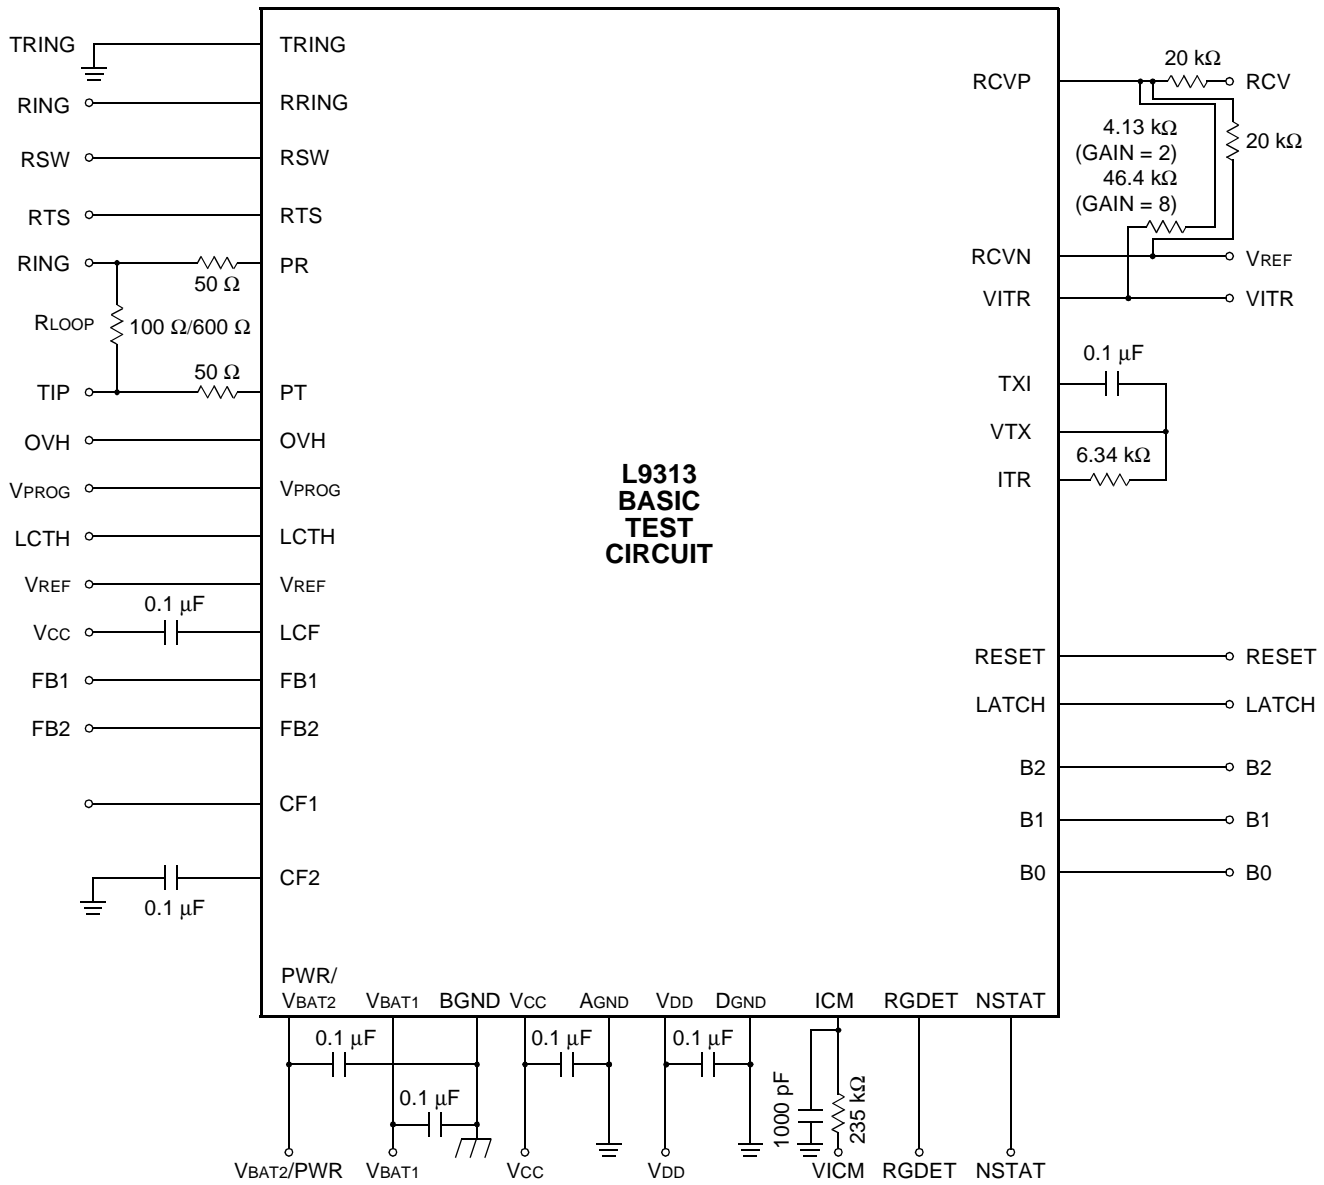 TRING TRING
RCVP 20 kΩ RCV
RING RRING
4.13 kΩ
(GAIN = 2)
20 kΩ
46.4 kΩ
(GAIN = 8)
RSW RSW
RTS RTS
RING PR
50 Ω
RCVN VREF
VITR VITR
RLOOP 100 Ω/600 Ω
50 Ω
TIP PT
0.1 µF
TXI
OVH OVH
VTX
6.34 kΩ
ITR
VPROG VPROG
L9313
BASIC
TEST
CIRCUIT
LCTH LCTH
VREF VREF
0.1 µF
VCC LCF
RESET RESET
FB1 FB1
LATCH LATCH
FB2 FB2
B2 B2
CF1
B1 B1
CF2
0.1 µF
B0 B0
PWR/
VBAT2 VBAT1 BGND VCC AGND VDD DGND ICM RGDET NSTAT
0.1 µF 0.1 µF 0.1 µF
0.1 µF
1000 pF
235 kΩ
VBAT2/PWR VBAT1 VCC VDD VICM RGDET NSTAT